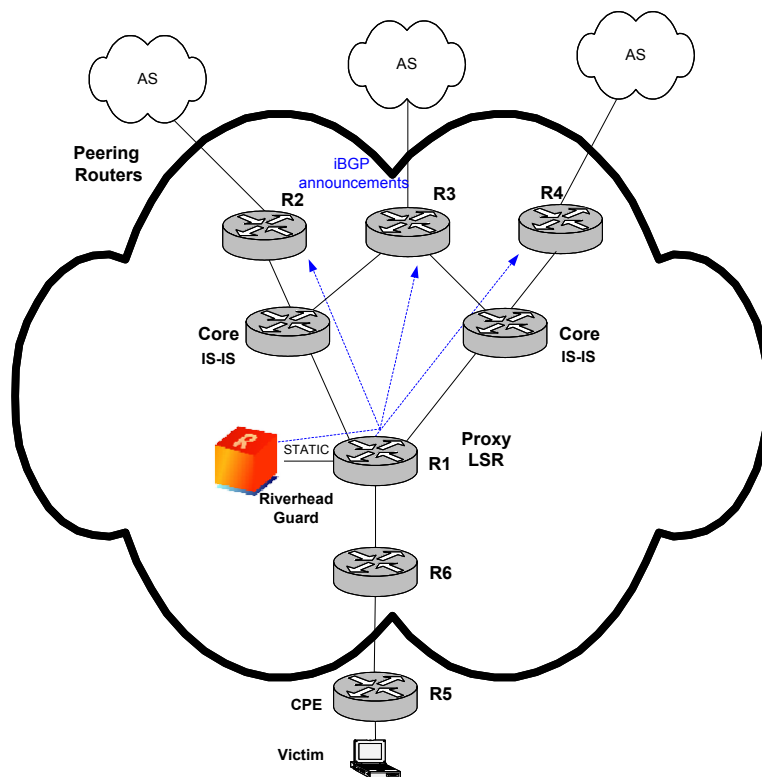 AS
AS
AS
Peering
Routers
iBGP
announcements
R2
R3
R4
Core
IS-IS
Core
IS-IS
R
STATIC
R1
Proxy
LSR
Riverhead
Guard
R6
R5
CPE
Victim